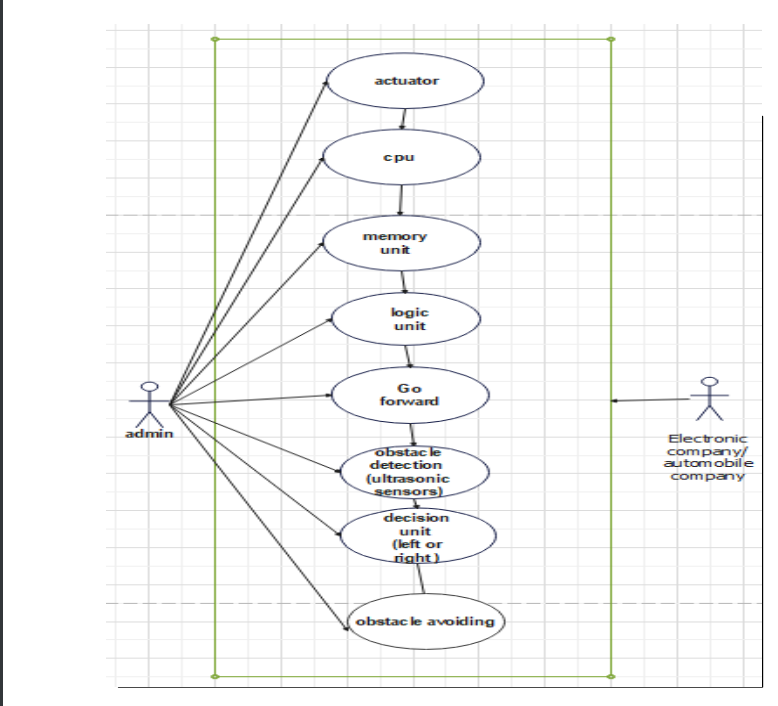 actuator
cpu
memory
unit
logic
unit
Go
forward
admin
obstacle
detection
(ultrasonic
sensors)
Electronic
company/
automobile
company
decision
unit
(left or
right)
obstacle avoiding